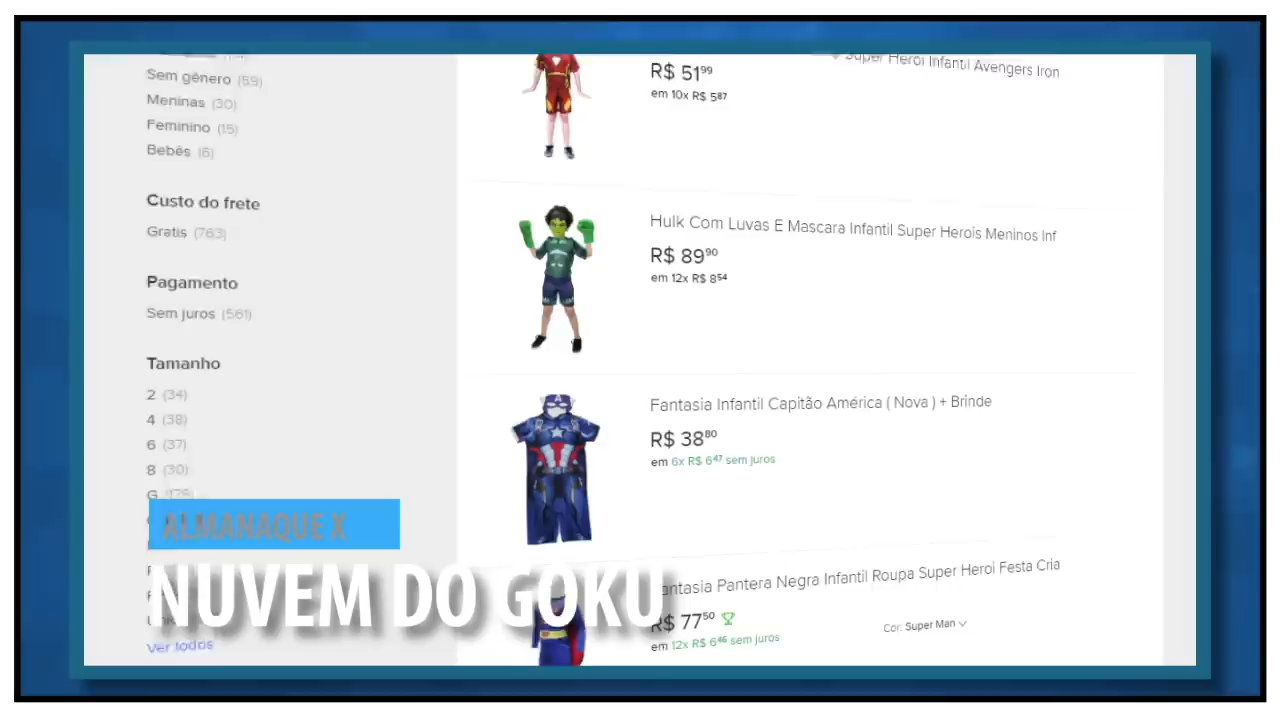 Sem gênero (59)
Meninas (30)
Feminino (15)
Bebês (6)
Custo do frete
Gratis (763)
Pagamento
Sem juros (561)
Tamanho
2 (34)
4 (38)
6 (37)
8 (30)
G
Ver todos
Super Heroi Infantil Avengers Iron
R$ 51⁹⁹
em 10x R$ 5⁸⁷
Hulk Com Luvas E Mascara Infantil Super Herois Meninos Inf
R$ 89⁹⁰
em 12x R$ 8⁵⁴
Fantasia Infantil Capitão América ( Nova ) + Brinde
R$ 38⁸⁰
em 6x R$ 6⁴⁷ sem juros
Fantasia Pantera Negra Infantil Roupa Super Heroi Festa Cria
R$ 77⁵⁰
em 12x R$ 6⁴⁶ sem juros
Cor: Super Man
ALMANAQUE X
NUVEM DO GOKU